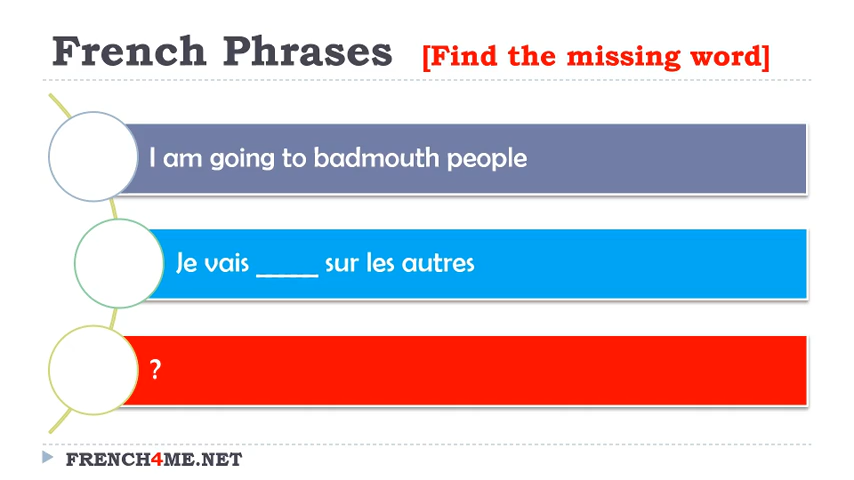 French Phrases [Find the missing word]
I am going to badmouth people
Je vais _____ sur les autres
?
FRENCH4ME.NET